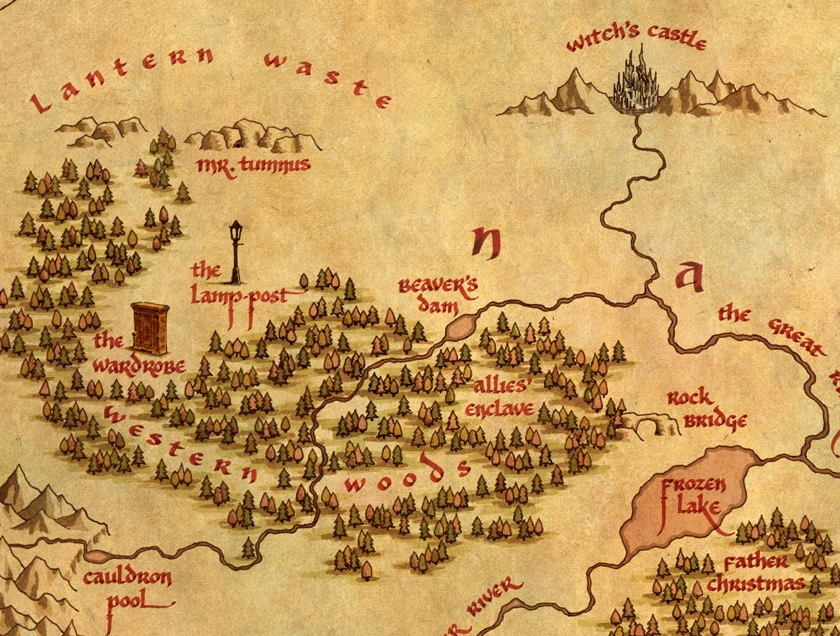 Lantern waste
witch's castle
mr. tumnus
n
the
Lamp-post
Beaver's
dam
a
the Great
the
wardrobe
allies'
enclave
Rock
Bridge
western woods
Frozen
Lake
cauldron
pool
Father
christmas
River